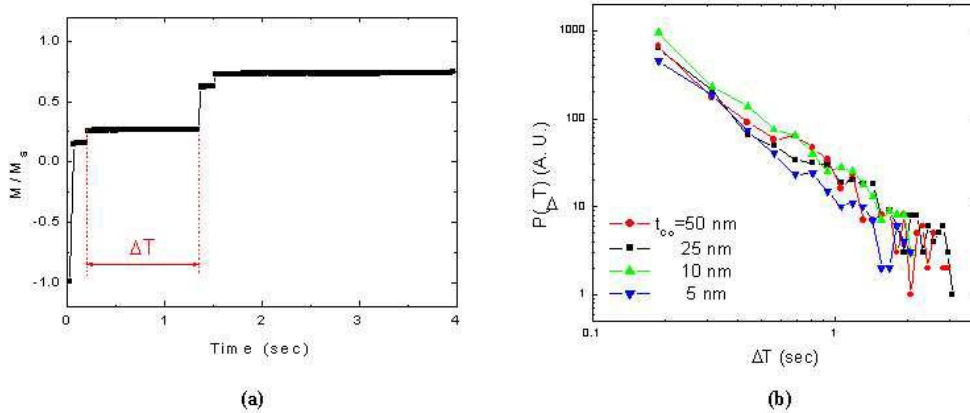 (a)
1.0
0.5
0.0
-0.5
-1.0
M/Ms
ΔT
0 1 2 3 4
Time (sec)
(a)
(b)
1000
100
10
1
P(ΔT) (A.U.)
tco=50 nm
25 nm
10 nm
5 nm
0.1 1
ΔT (sec)
(b)